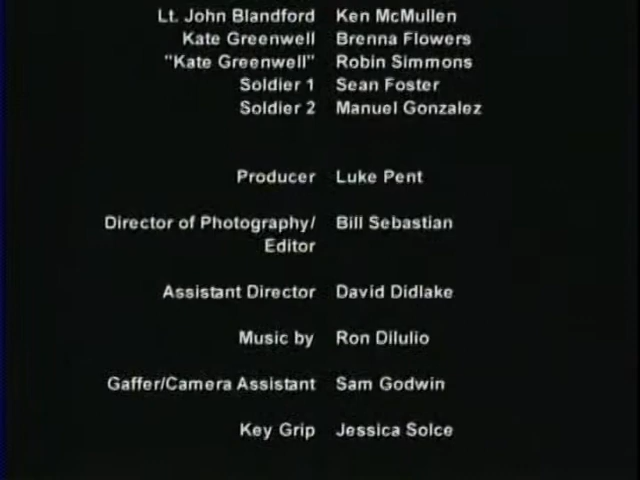 Lt. John Blandford Ken McMullen
Kate Greenwell Brenna Flowers
"Kate Greenwell" Robin Simmons
Soldier 1 Sean Foster
Soldier 2 Manuel Gonzalez
Producer Luke Pent
Director of Photography/ Bill Sebastian
Editor
Assistant Director David Didlake
Music by Ron DiIulio
Gaffer/Camera Assistant Sam Godwin
Key Grip Jessica Solce